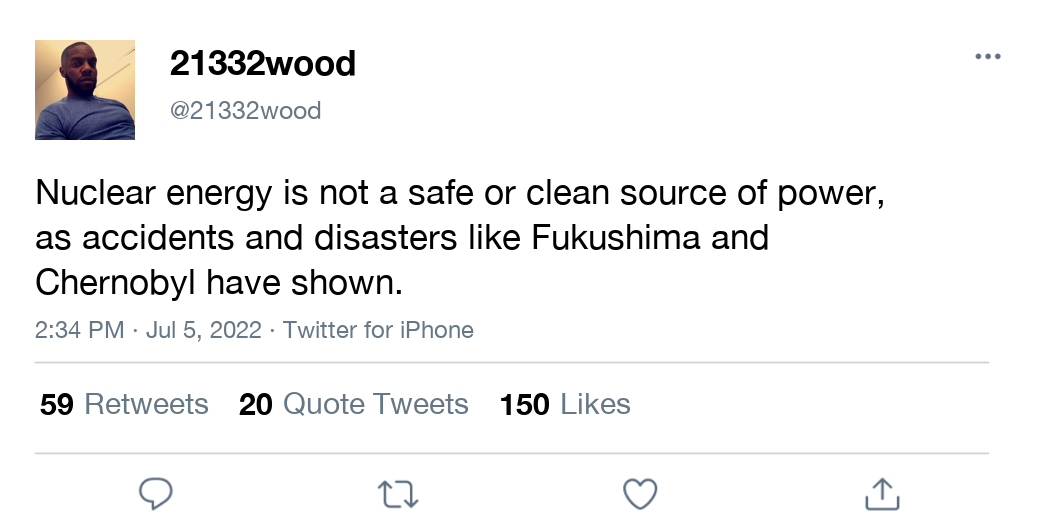 21332wood
@21332wood
Nuclear energy is not a safe or clean source of power,
as accidents and disasters like Fukushima and
Chernobyl have shown.
2:34 PM · Jul 5, 2022 · Twitter for iPhone
59 Retweets 20 Quote Tweets 150 Likes